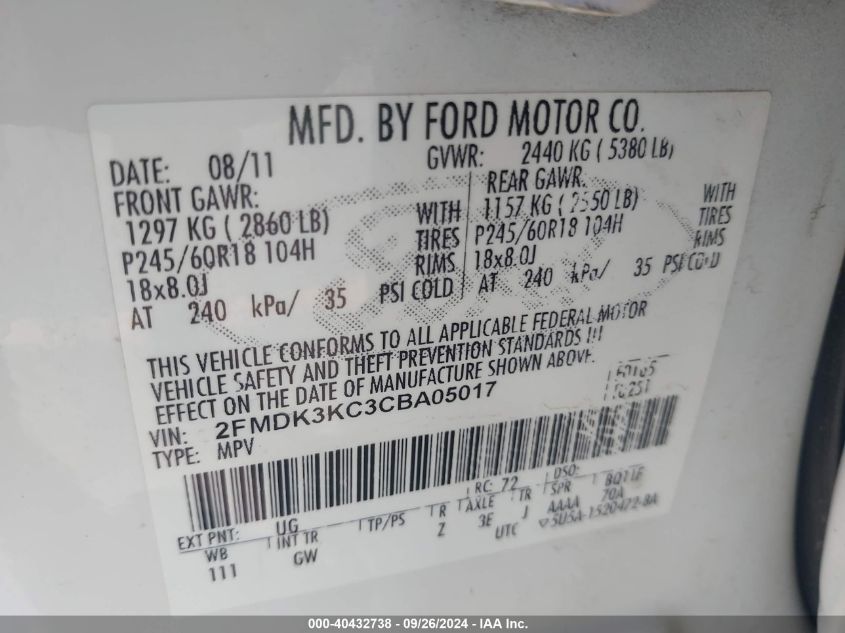 MFD. BY FORD MOTOR CO.
DATE: 08/11 GVWR: 2440 KG ( 5380 LB)
FRONT GAWR: REAR GAWR:
1297 KG ( 2860 LB) WITH 1157 KG ( 2550 LB) WITH
P245/60R18 104H TIRES P245/60R18 104H TIRES
18x8.0J RIMS 18x8.0J RIMS
AT 240 kPa/ 35 PSI COLD AT 240 kPa/ 35 PSI COLD
THIS VEHICLE CONFORMS TO ALL APPLICABLE FEDERAL MOTOR
VEHICLE SAFETY AND THEFT PREVENTION STANDARDS IN
EFFECT ON THE DATE OF MANUFACTURE SHOWN ABOVE.
VIN: 2FMDK3KC3CBA05017
TYPE: MPV
EXT PNT: UG RC: 72 DSO:
WB INT TR TP/PS R AXLE TR SPR
111 GW Z 3E J AAAA 70A
UTC ▽5U5A-1520472-BA
000-40432738 - 09/26/2024 - IAA Inc.